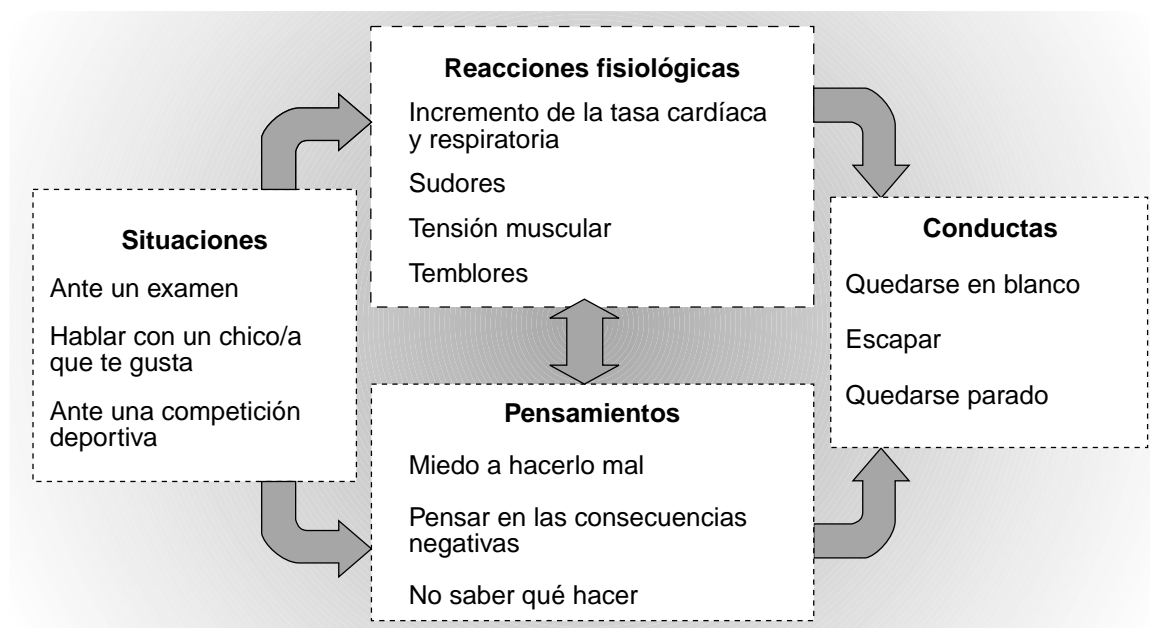 Reacciones fisiológicas
Incremento de la tasa cardíaca
y respiratoria
Sudores
Tensión muscular
Temblores
Situaciones
Ante un examen
Hablar con un chico/a
que te gusta
Ante una competición
deportiva
Conductas
Quedarse en blanco
Escapar
Quedarse parado
Pensamientos
Miedo a hacerlo mal
Pensar en las consecuencias
negativas
No saber qué hacer